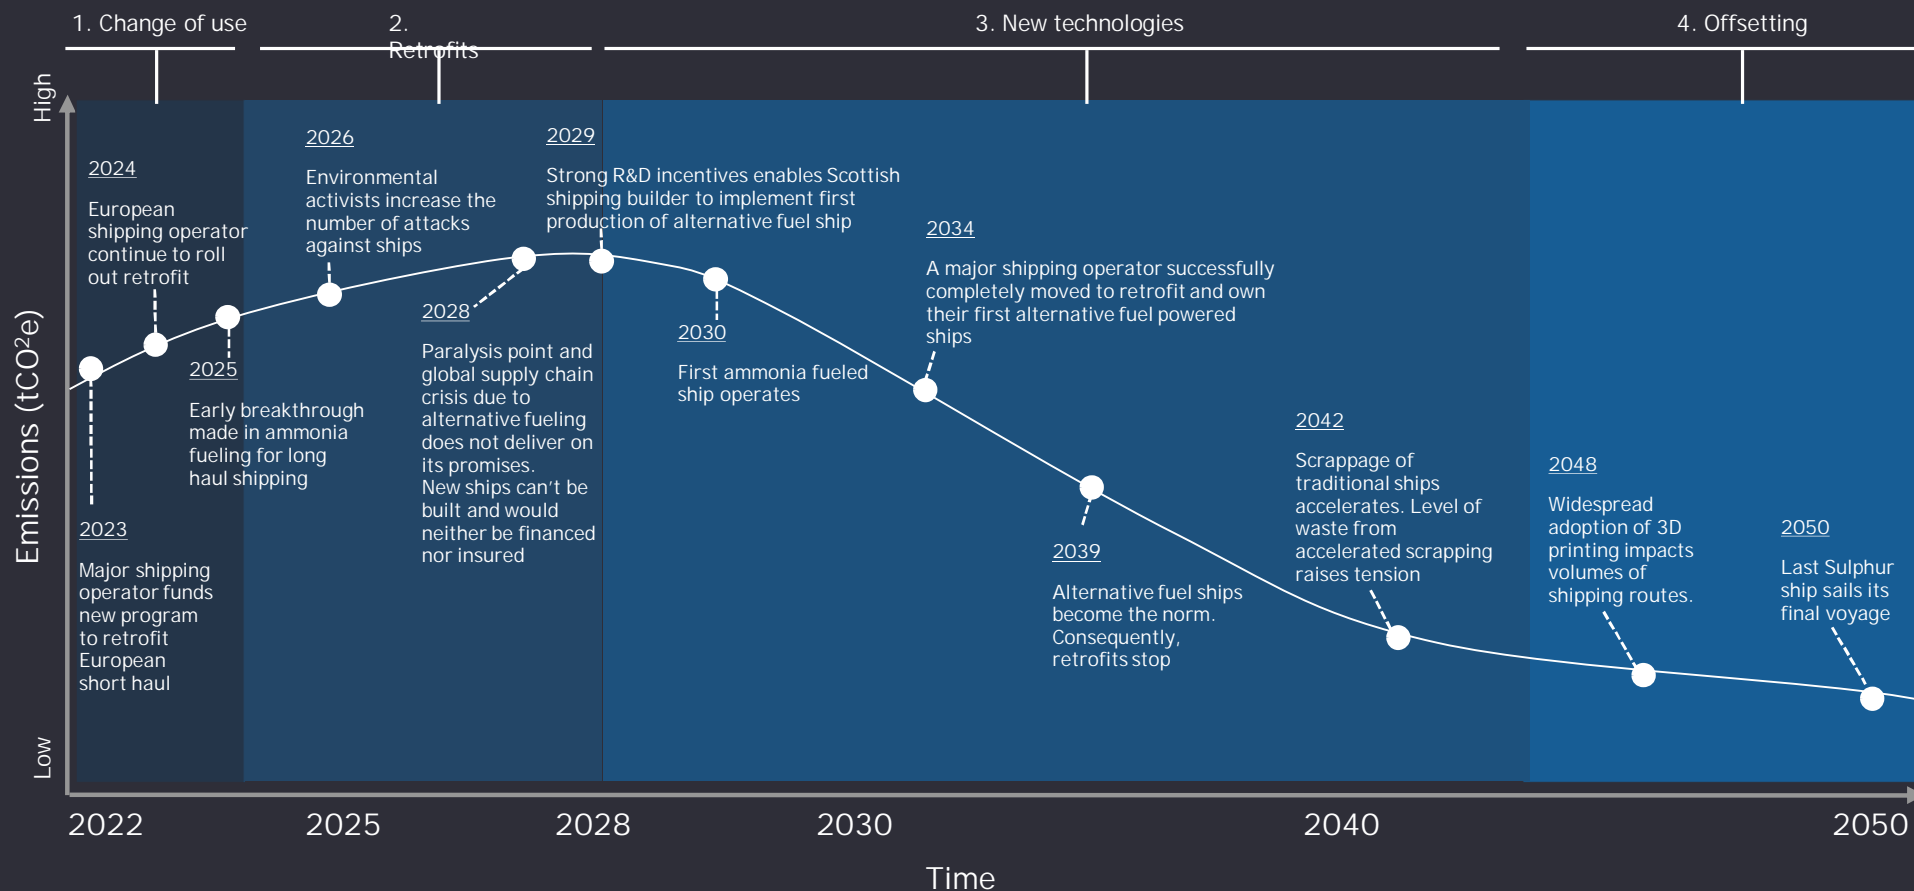 1. Change of use
2.
Retrofits
3. New technologies
4. Offsetting
High
Emissions (tCO2e)
Low
2024
European
shipping operator
continue to roll
out retrofit
2026
Environmental
activists increase the
number of attacks
against ships
2029
Strong R&D incentives enables Scottish
shipping builder to implement first
production of alternative fuel ship
2034
A major shipping operator successfully
completely moved to retrofit and own
their first alternative fuel powered
ships
2023
Major shipping
operator funds
new program
to retrofit
European
short haul
2025
Early breakthrough
made in ammonia
fueling for long
haul shipping
2028
Paralysis point and
global supply chain
crisis due to
alternative fueling
does not deliver on
its promises.
New ships can't be
built and would
neither be financed
nor insured
2030
First ammonia fueled
ship operates
2039
Alternative fuel ships
become the norm.
Consequently,
retrofits stop
2042
Scrappage of
traditional ships
accelerates. Level of
waste from
accelerated scrapping
raises tension
2048
Widespread
adoption of 3D
printing impacts
volumes of
shipping routes.
2050
Last Sulphur
ship sails its
final voyage
2022
2025
2028
2030
2040
2050
Time